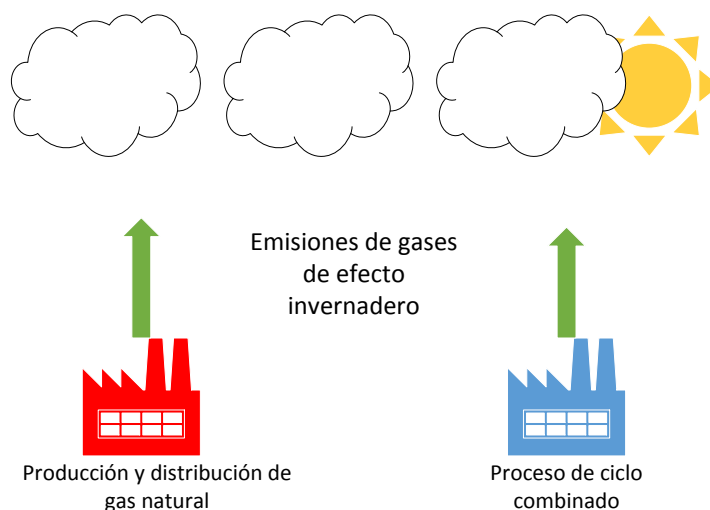 Emisiones de gases
de efecto
invernadero
Producción y distribución de
gas natural
Proceso de ciclo
combinado